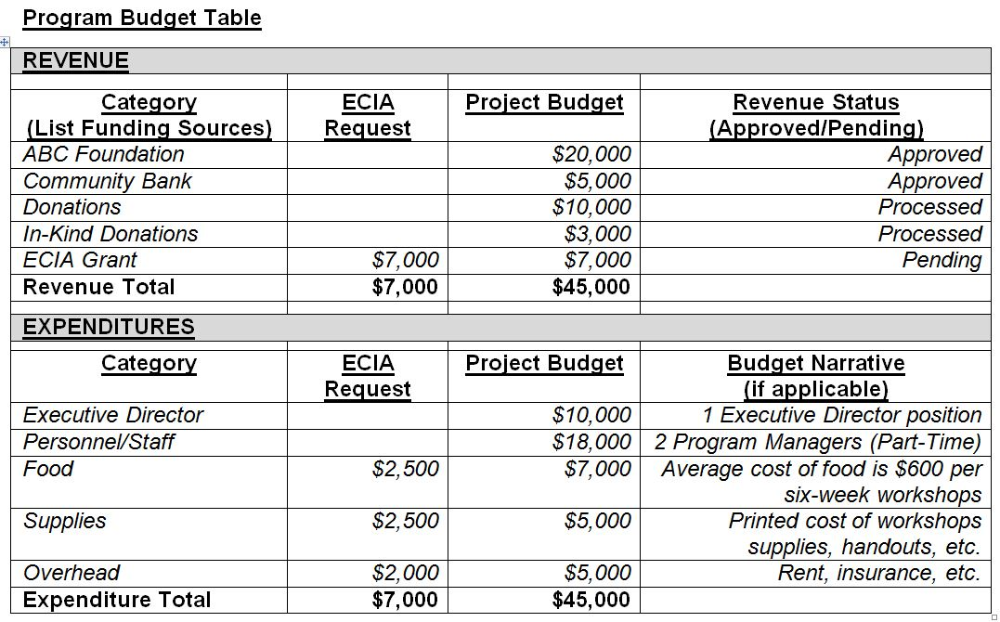 Program Budget Table
REVENUE
Category ECIA Project Budget Revenue Status
(List Funding Sources) Request (Approved/Pending)
ABC Foundation $20,000 Approved
Community Bank $5,000 Approved
Donations $10,000 Processed
In-Kind Donations $3,000 Processed
ECIA Grant $7,000 $7,000 Pending
Revenue Total $7,000 $45,000
EXPENDITURES
Category ECIA Project Budget Budget Narrative
Request (if applicable)
Executive Director $10,000 1 Executive Director position
Personnel/Staff $18,000 2 Program Managers (Part-Time)
Food $2,500 $7,000 Average cost of food is $600 per
six-week workshops
Supplies $2,500 $5,000 Printed cost of workshops
supplies, handouts, etc.
Overhead $2,000 $5,000 Rent, insurance, etc.
Expenditure Total $7,000 $45,000